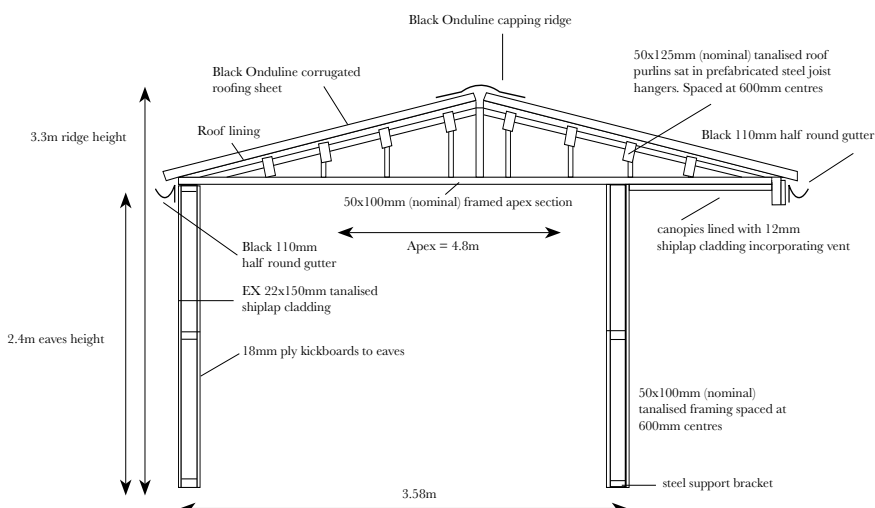 Black Onduline capping ridge
50x125mm (nominal) tanalised roof
purlins sat in prefabricated steel joist
hangers. Spaced at 600mm centres
Black Onduline corrugated
roofing sheet
3.3m ridge height
Roof lining
Black 110mm half round gutter
50x100mm (nominal) framed apex section
canopies lined with 12mm
shiplap cladding incorporating vent
Apex = 4.8m
Black 110mm
half round gutter
EX 22x150mm tanalised
shiplap cladding
2.4m eaves height
18mm ply kickboards to eaves
50x100mm (nominal)
tanalised framing spaced at
600mm centres
steel support bracket
3.58m